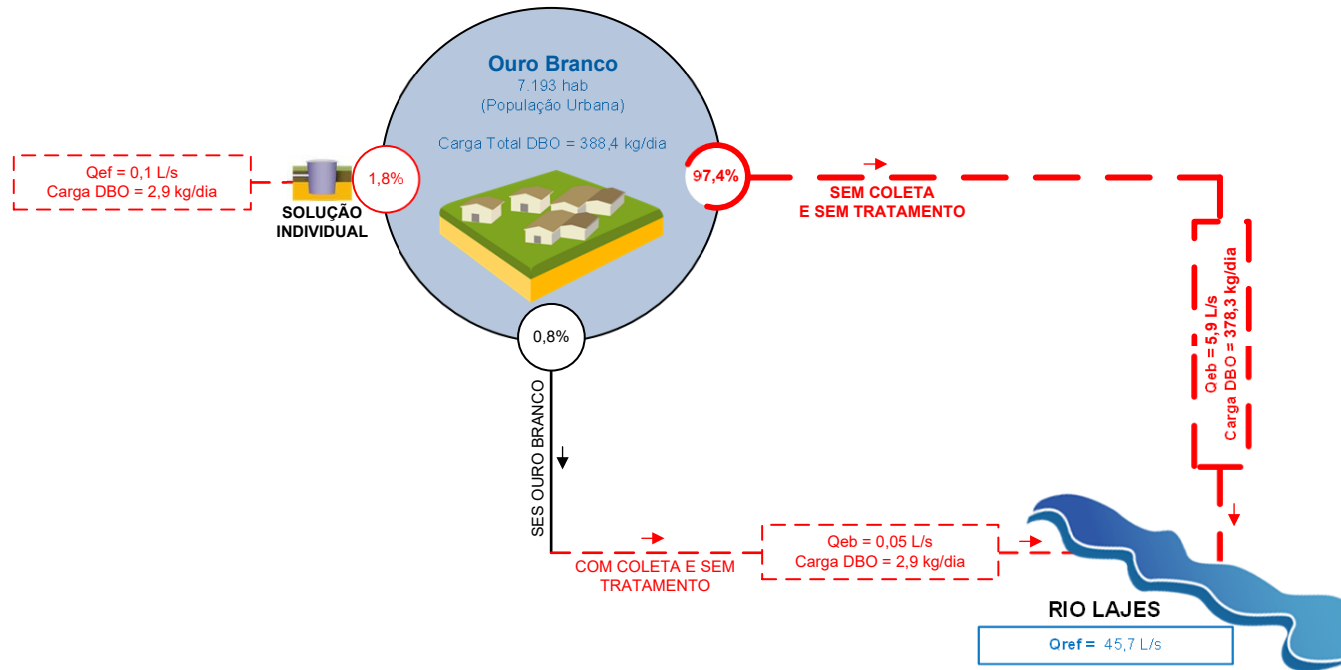 Ouro Branco
7.193 hab
(População Urbana)
Carga Total DBO = 388,4 kg/dia
Qef = 0,1 L/s
Carga DBO = 2,9 kg/dia
1,8%
SOLUÇÃO
INDIVIDUAL
97,4%
SEM COLETA
E SEM TRATAMENTO
Qeb = 5,9 L/s
Carga DBO = 378,3 kg/dia
0,8%
SES OURO BRANCO
COM COLETA E SEM
TRATAMENTO
Qeb = 0,05 L/s
Carga DBO = 2,9 kg/dia
RIO LAJES
Qref = 45,7 L/s